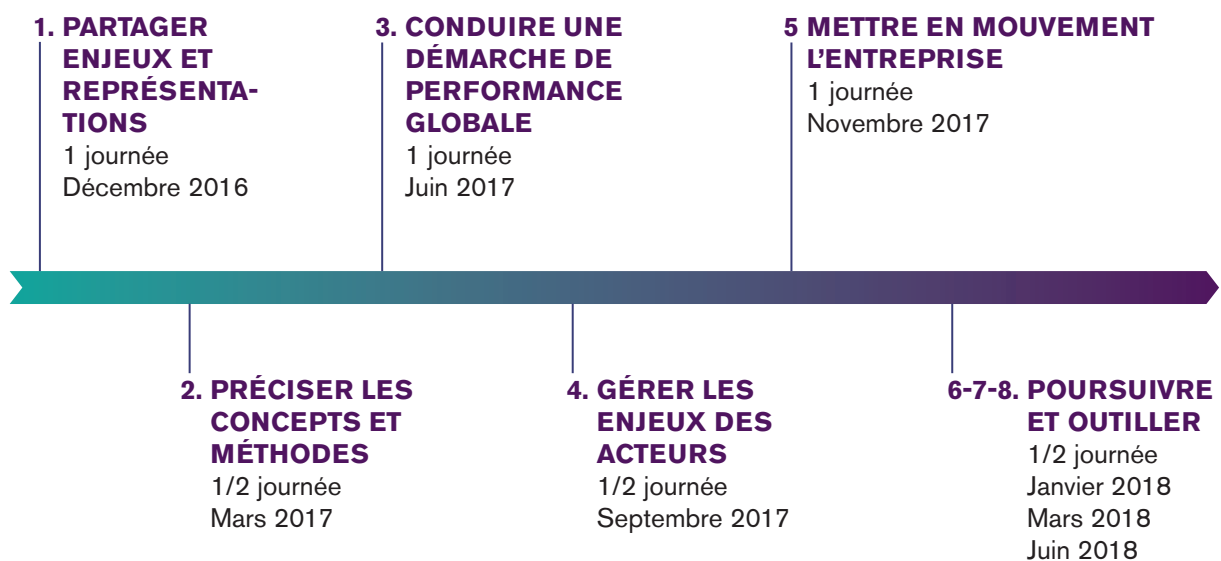 1. PARTAGER
ENJEUX ET
REPRÉSENTA-
TIONS
1 journée
Décembre 2016
2. PRÉCISER LES
CONCEPTS ET
MÉTHODES
1/2 journée
Mars 2017
3. CONDUIRE UNE
DÉMARCHE DE
PERFORMANCE
GLOBALE
1 journée
Juin 2017
4. GÉRER LES
ENJEUX DES
ACTEURS
1/2 journée
Septembre 2017
5 METTRE EN MOUVEMENT
L’ENTREPRISE
1 journée
Novembre 2017
6-7-8. POURSUIVRE
ET OUTILLER
1/2 journée
Janvier 2018
Mars 2018
Juin 2018